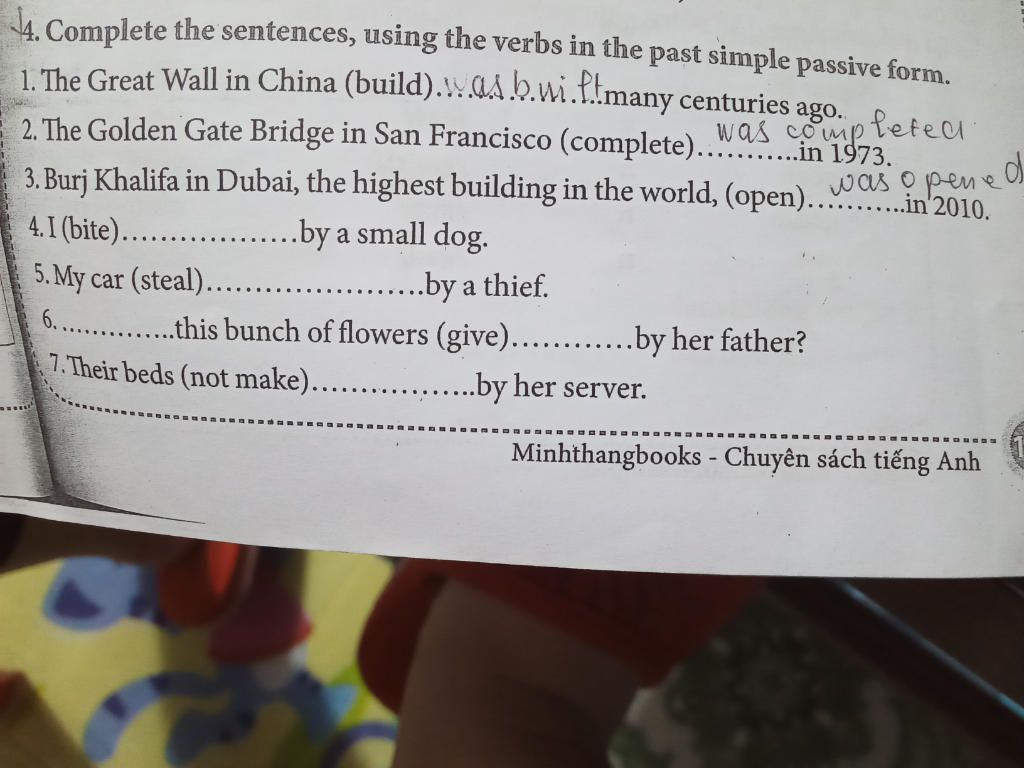 4. Complete the sentences, using the verbs in the past simple passive form.
1. The Great Wall in China (build).was built.many centuries ago.
2. The Golden Gate Bridge in San Francisco (complete)...was completed...in 1973.
3. Burj Khalifa in Dubai, the highest building in the world, (open)...was opened...in 2010.
4. I (bite)..................by a small dog.
5. My car (steal)......................by a thief.
6. ..............this bunch of flowers (give)............by her father?
7. Their beds (not make)................by her server.
Minhthangbooks - Chuyên sách tiếng Anh